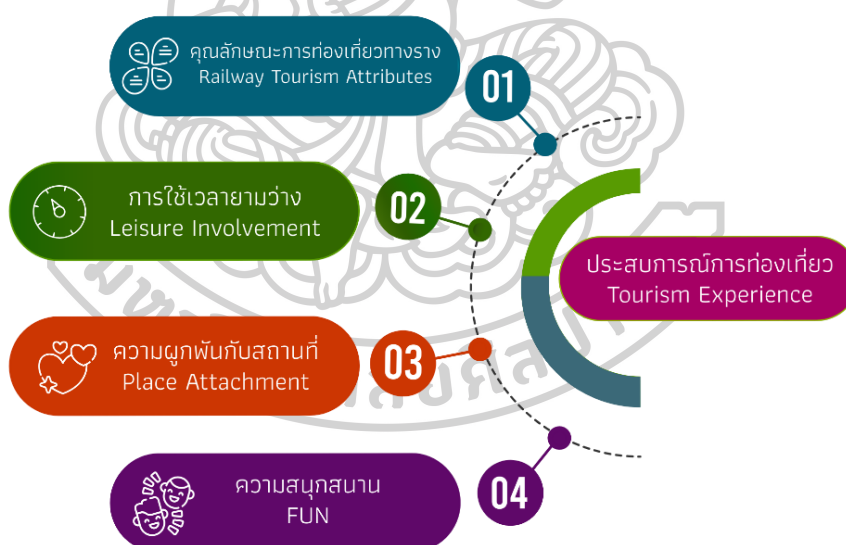 คุณลักษณะการท่องเที่ยวทางราง
Railway Tourism Attributes
01
การใช้เวลายามว่าง
Leisure Involvement
02
ประสบการณ์การท่องเที่ยว
Tourism Experience
ความผูกพันกับสถานที่
Place Attachment
03
ความสนุกสนาน
FUN
04